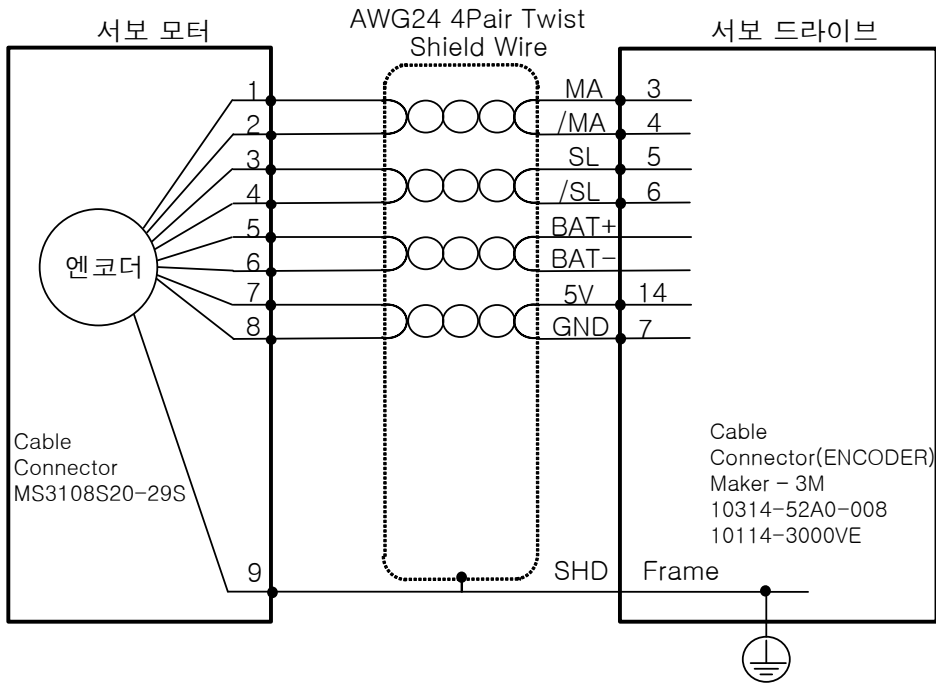 서보 모터
AWG24 4Pair Twist
Shield Wire
서보 드라이브
1
MA
3
2
/MA
4
3
SL
5
4
/SL
6
5
BAT+
엔코더
6
BAT-
7
5V
14
8
GND
7
Cable
Connector
MS3108S20-29S
Cable
Connector(ENCODER)
Maker - 3M
10314-52A0-008
10114-3000VE
9
SHD
Frame